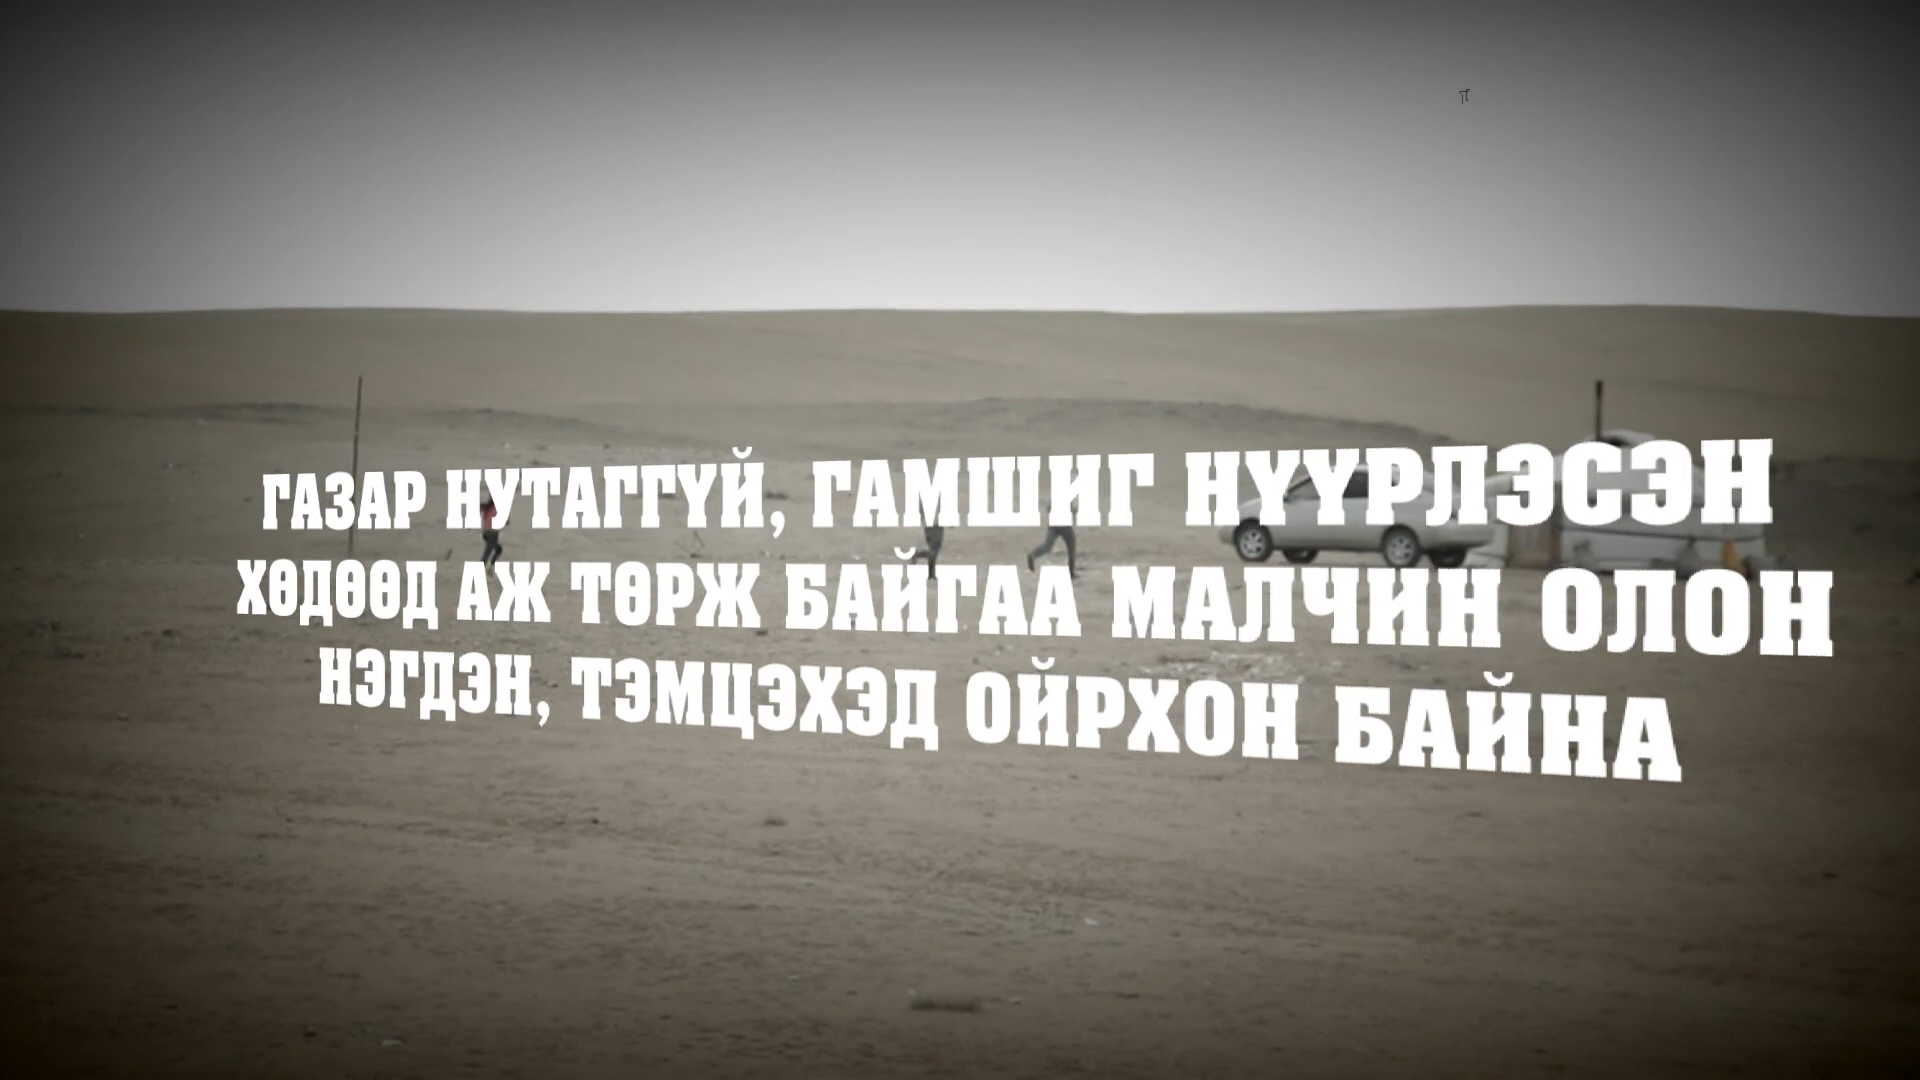 ГАЗАР НУТАГГҮЙ, ГАМШИГ НҮҮРЛЭСЭН
ХӨДӨӨД АЖ ТӨРЖ БАЙГАА МАЛЧИН ОЛОН
НЭГДЭН, ТЭМЦЭХЭД ОЙРХОН БАЙНА